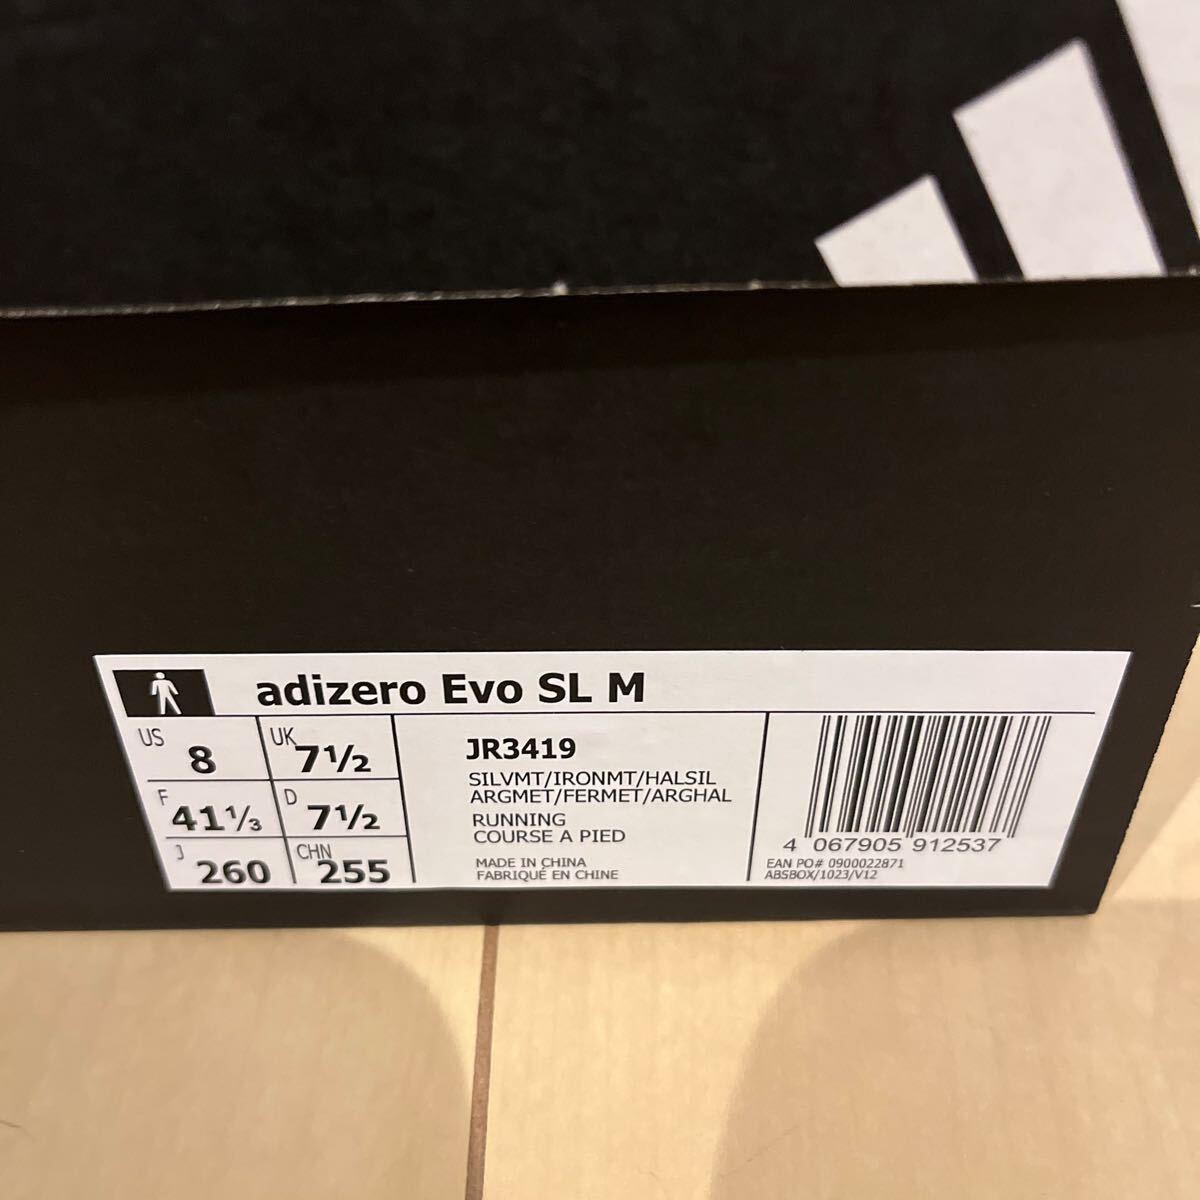 adizero Evo SL M
US 8 UK 7½
F 41⅓ D 7½
J 260 CHN 255
JR3419
SILVMT/IRONMT/HALSIL
ARGMET/FERMET/ARGHAL
RUNNING
COURSE A PIED
MADE IN CHINA
FABRIQUÉ EN CHINE
4 067905 912537
EAN PO# 0900022871
ABSBOX/1023/V12